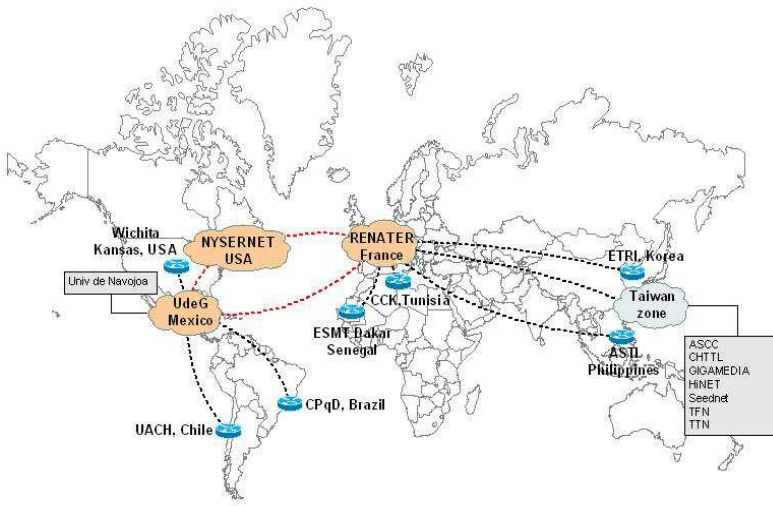 Wichita
Kansas, USA
NYSERNET
USA
RENATER
France
ETRI, Korea
Univ de Navojoa
UdeG
Mexico
CCK,Tunisia
Taiwan
zone
ESMT Dakar
Senegal
ASTL
Philippines
ASCC
CHTTL
GIGAMEDIA
HiNET
Seednet
TFN
TTN
CPqD, Brazil
UACH, Chile